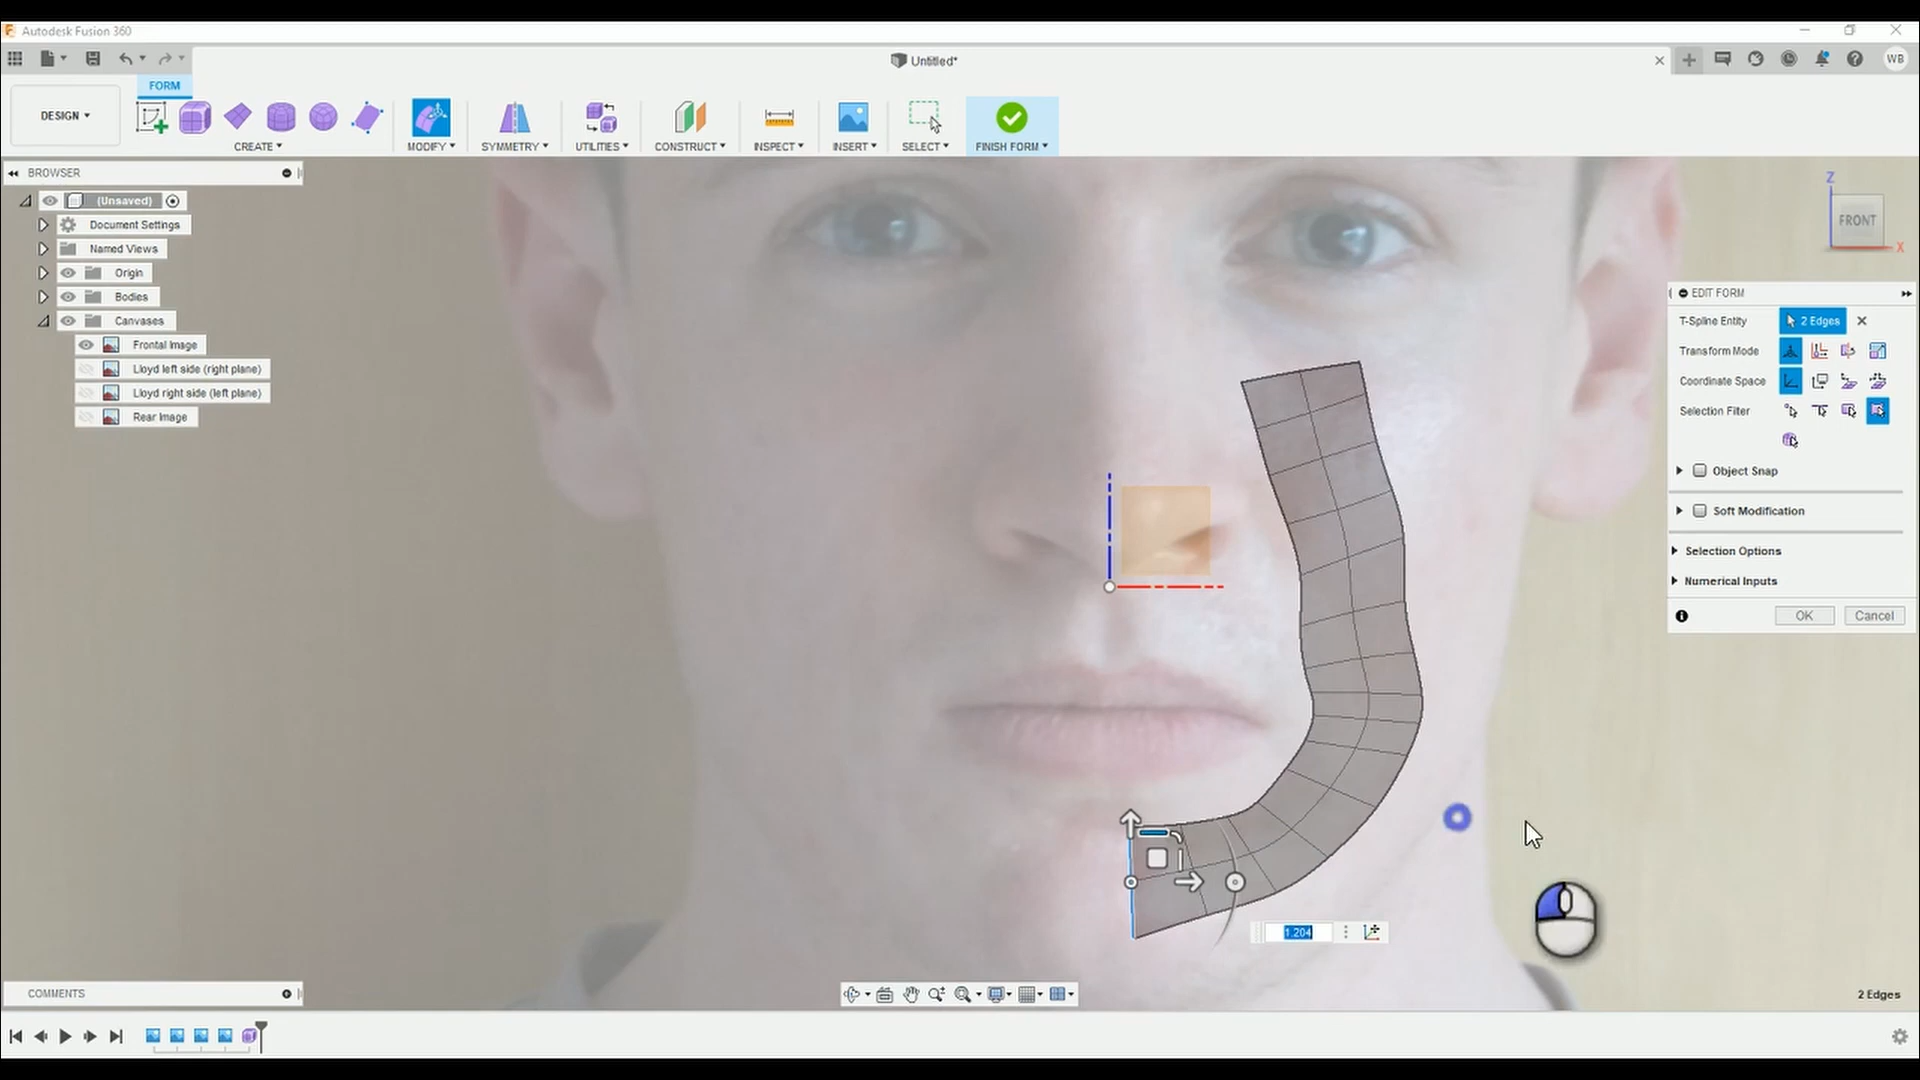 Autodesk Fusion 360
Untitled*
WB
FORM
DESIGN
CREATE
MODIFY
SYMMETRY
UTILITIES
CONSTRUCT
INSPECT
INSERT
SELECT
FINISH FORM
BROWSER
(Unsaved)
Document Settings
Named Views
Origin
Bodies
Canvases
Frontal Image
Lloyd left side (right plane)
Lloyd right side (left plane)
Rear Image
Z
FRONT
X
EDIT FORM
T-Spline Entity 2 Edges
Transform Mode
Coordinate Space
Selection Filter
Object Snap
Soft Modification
Selection Options
Numerical Inputs
OK Cancel
1.204
COMMENTS
2 Edges